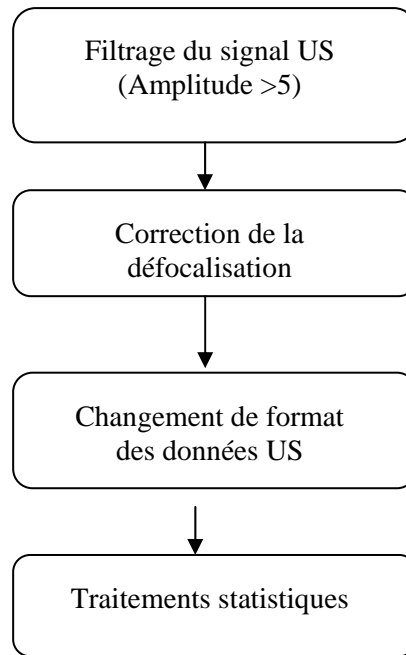 Filtrage du signal US
(Amplitude >5)
Correction de la
défocalisation
Changement de format
des données US
Traitements statistiques